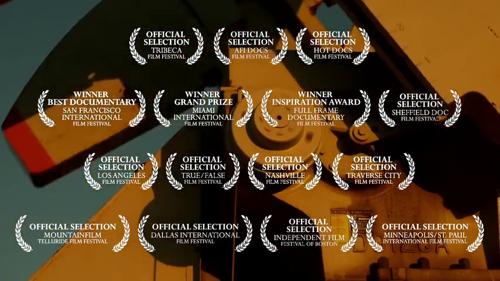 OFFICIAL
SELECTION
TRIBECA
FILM FESTIVAL
OFFICIAL
SELECTION
AFI DOCS
FILM FESTIVAL
OFFICIAL
SELECTION
HOT DOCS
FILM FESTIVAL
WINNER
BEST DOCUMENTARY
SAN FRANCISCO
INTERNATIONAL
FILM FESTIVAL
WINNER
GRAND PRIZE
MIAMI
INTERNATIONAL
FILM FESTIVAL
WINNER
INSPIRATION AWARD
FULL FRAME
DOCUMENTARY
FILM FESTIVAL
OFFICIAL
SELECTION
SHEFFIELD DOC
FILM FESTIVAL
OFFICIAL
SELECTION
LOS ANGELES
FILM FESTIVAL
OFFICIAL
SELECTION
TRUE/FALSE
FILM FESTIVAL
OFFICIAL
SELECTION
NASHVILLE
FILM FESTIVAL
OFFICIAL
SELECTION
TRAVERSE CITY
FILM FESTIVAL
OFFICIAL SELECTION
MOUNTAINFILM
TELLURIDE FILM FESTIVAL
OFFICIAL SELECTION
DALLAS INTERNATIONAL
FILM FESTIVAL
OFFICIAL
SELECTION
INDEPENDENT FILM
FESTIVAL OF BOSTON
OFFICIAL SELECTION
MINNEAPOLIS/ST. PAUL
INTERNATIONAL FILM FESTIVAL